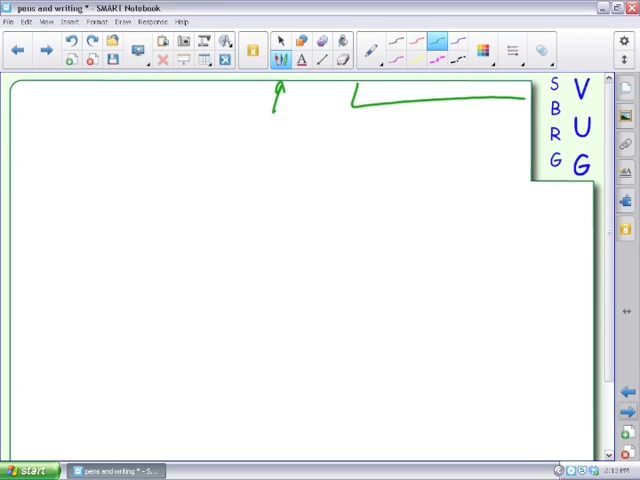 pens and writing * - SMART Notebook
File Edit View Insert Format Draw Response Help
S
B
R
G
V
U
G
start
pens and writing * - S...
2:13 PM